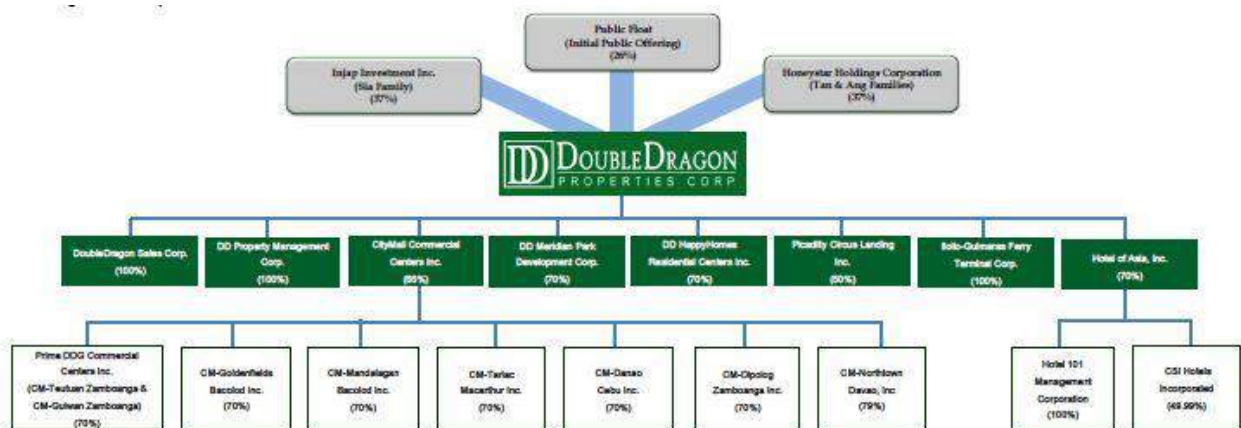 Public Float
(Initial Public Offering)
(26%)
Injap Investment Inc.
(Sia Family)
(37%)
Honeystar Holdings Corporation
(Tan & Ang Families)
(37%)
DD DOUBLEDRAGON
PROPERTIES CORP
DoubleDragon Sales Corp.
(100%)
DD Property Management
Corp.
(100%)
CityMall Commercial
Centers Inc.
(66%)
DD Meridian Park
Development Corp.
(70%)
DD HappyHomes
Residential Centers Inc.
(70%)
Picadilly Circus Landing
Inc.
(50%)
Iloilo-Guimaras Ferry
Terminal Corp.
(100%)
Hotel of Asia, Inc.
(70%)
Prime DDG Commercial
Centers Inc.
(CM-Tetuan Zamboanga &
CM-Guiwan Zamboanga)
(70%)
CM-Goldenfields
Bacolod Inc.
(70%)
CM-Mandalagan
Bacolod Inc.
(70%)
CM-Tarlac
Macarthur Inc.
(70%)
CM-Danao
Cebu Inc.
(70%)
CM-Dipolog
Zamboanga Inc.
(70%)
CM-Northtown
Davao, Inc
(79%)
Hotel 101
Management
Corporation
(100%)
CSI Hotels
Incorporated
(49.99%)